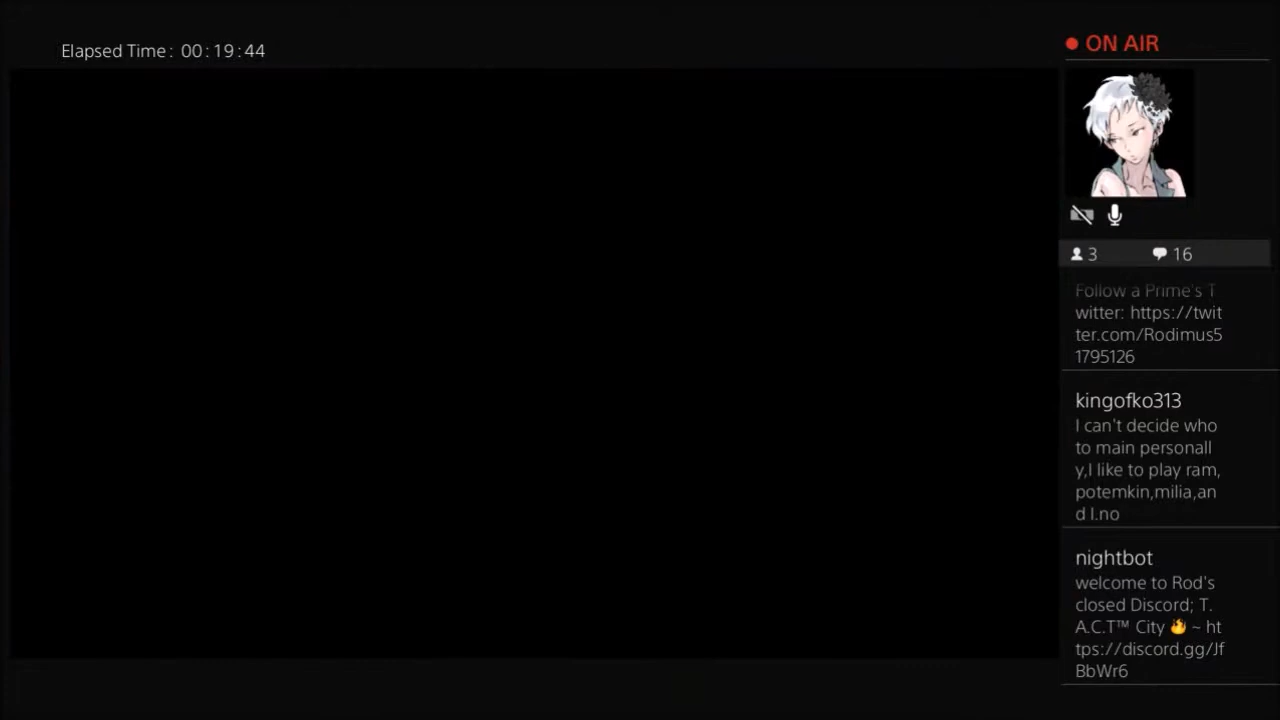 Elapsed Time: 00:19:44
ON AIR
3
16
Follow a Prime's T
witter: https://twit
ter.com/Rodimus5
1795126
kingofko313
I can't decide who
to main personall
y,I like to play ram,
potemkin,milia,an
d I.no
nightbot
welcome to Rod's
closed Discord; T.
A.C.T™ City 🔥 ~ ht
tps://discord.gg/Jf
BbWr6